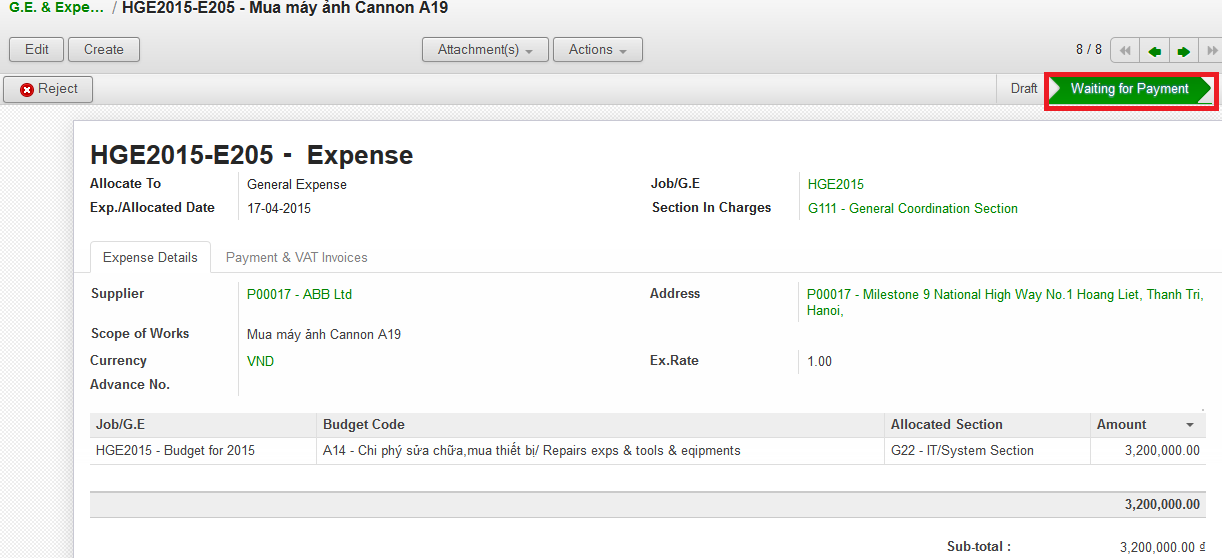 G.E. & Expe... / HGE2015-E205 - Mua máy ảnh Cannon A19
Edit Create Attachment(s) Actions 8 / 8
Reject Draft Waiting for Payment
HGE2015-E205 - Expense
Allocate To General Expense Job/G.E HGE2015
Exp./Allocated Date 17-04-2015 Section In Charges G111 - General Coordination Section
Expense Details Payment & VAT Invoices
Supplier P00017 - ABB Ltd Address P00017 - Milestone 9 National High Way No.1 Hoang Liet, Thanh Tri,
Hanoi,
Scope of Works Mua máy ảnh Cannon A19
Currency VND Ex.Rate 1.00
Advance No.
Job/G.E Budget Code Allocated Section Amount
HGE2015 - Budget for 2015 A14 - Chi phý sửa chữa,mua thiết bị/ Repairs exps & tools & eqipments G22 - IT/System Section 3,200,000.00
3,200,000.00
Sub-total : 3,200,000.00 đ